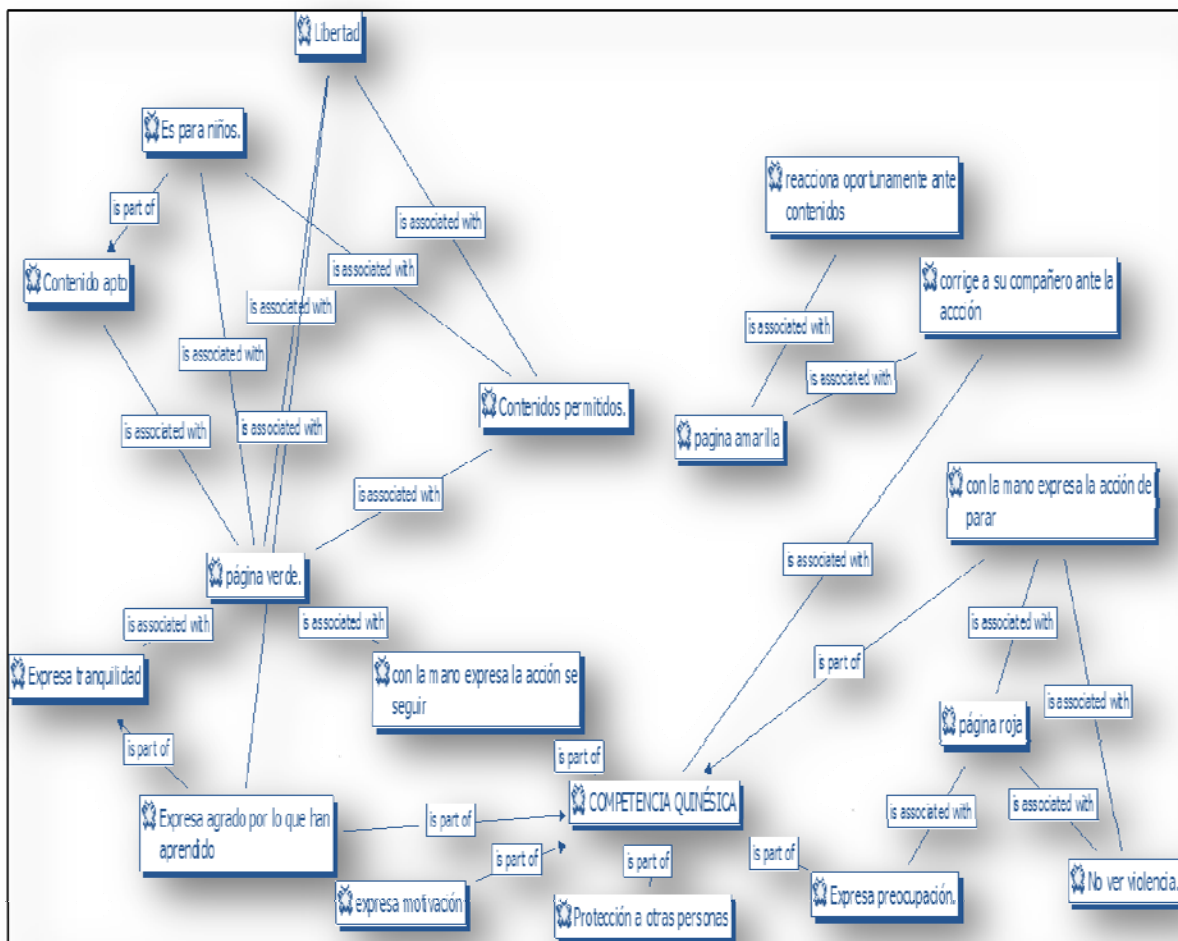 Libertad
Es para niños.
is part of
Contenido apto
is associated with
is associated with
is associated with
is associated with
is associated with
is associated with
is associated with
Contenidos permitidos.
is associated with
página verde.
reacciona oportunamente ante
contenidos
corrige a su compañero ante la
accción
is associated with
is associated with
pagina amarilla
con la mano expresa la acción de
parar
is associated with
is associated with
is part of
is associated with
página roja
is associated with
is associated with
No ver violencia.
is associated with
is associated with
Expresa tranquilidad
con la mano expresa la acción se
seguir
is part of
is part of
COMPETENCIA QUINÉSICA
Expresa agrado por lo que han
aprendido
is part of
is part of
expresa motivación
is part of
Protección a otras personas
is part of
Expresa preocupación.